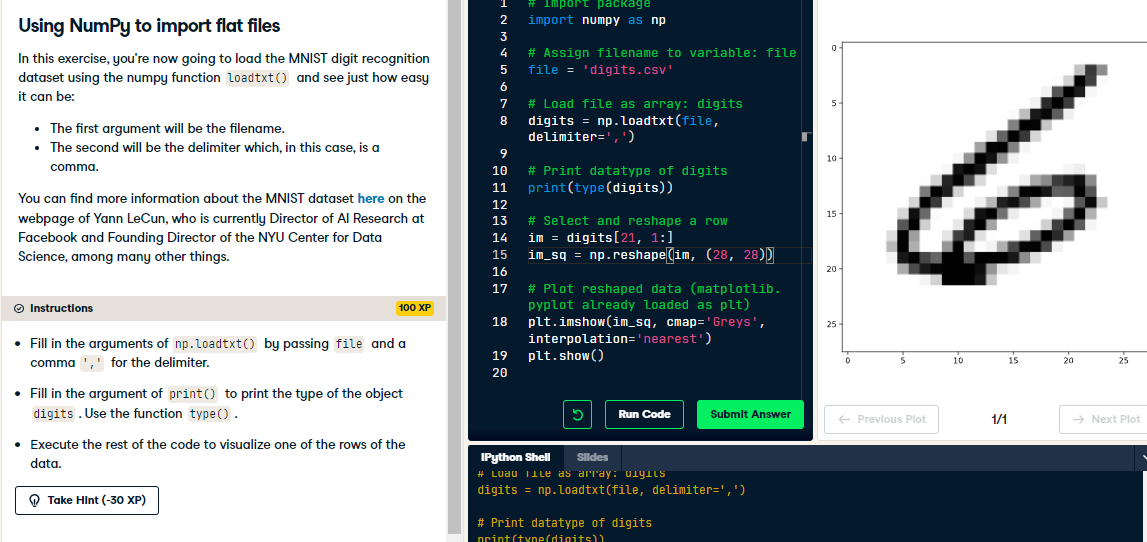 Using NumPy to import flat files
In this exercise, you're now going to load the MNIST digit recognition
dataset using the numpy function loadtxt() and see just how easy
it can be:
• The first argument will be the filename.
• The second will be the delimiter which, in this case, is a
comma.
You can find more information about the MNIST dataset here on the
webpage of Yann LeCun, who is currently Director of AI Research at
Facebook and Founding Director of the NYU Center for Data
Science, among many other things.
Instructions 100 XP
• Fill in the arguments of np.loadtxt() by passing file and a
comma ',' for the delimiter.
• Fill in the argument of print() to print the type of the object
digits . Use the function type() .
• Execute the rest of the code to visualize one of the rows of the
data.
Take Hint (-30 XP)
1 # Import package
2 import numpy as np
3
4 # Assign filename to variable: file
5 file = 'digits.csv'
6
7 # Load file as array: digits
8 digits = np.loadtxt(file,
delimiter=',')
9
10 # Print datatype of digits
11 print(type(digits))
12
13 # Select and reshape a row
14 im = digits[21, 1:]
15 im_sq = np.reshape(im, (28, 28))
16
17 # Plot reshaped data (matplotlib.
pyplot already loaded as plt)
18 plt.imshow(im_sq, cmap='Greys',
interpolation='nearest')
19 plt.show()
20
Run Code Submit Answer
0
5
10
15
20
25
0 5 10 15 20 25
← Previous Plot 1/1 → Next Plot
IPython Shell Slides
# Load file as array: digits
digits = np.loadtxt(file, delimiter=',')
# Print datatype of digits
print(type(digits))